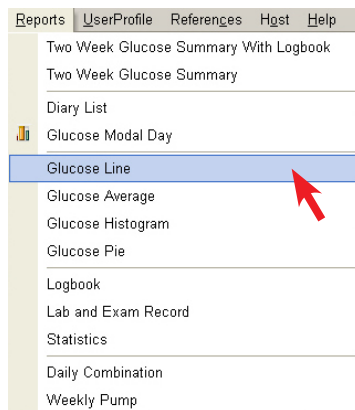 Reports UserProfile References Host Help
Two Week Glucose Summary With Logbook
Two Week Glucose Summary
Diary List
Glucose Modal Day
Glucose Line
Glucose Average
Glucose Histogram
Glucose Pie
Logbook
Lab and Exam Record
Statistics
Daily Combination
Weekly Pump